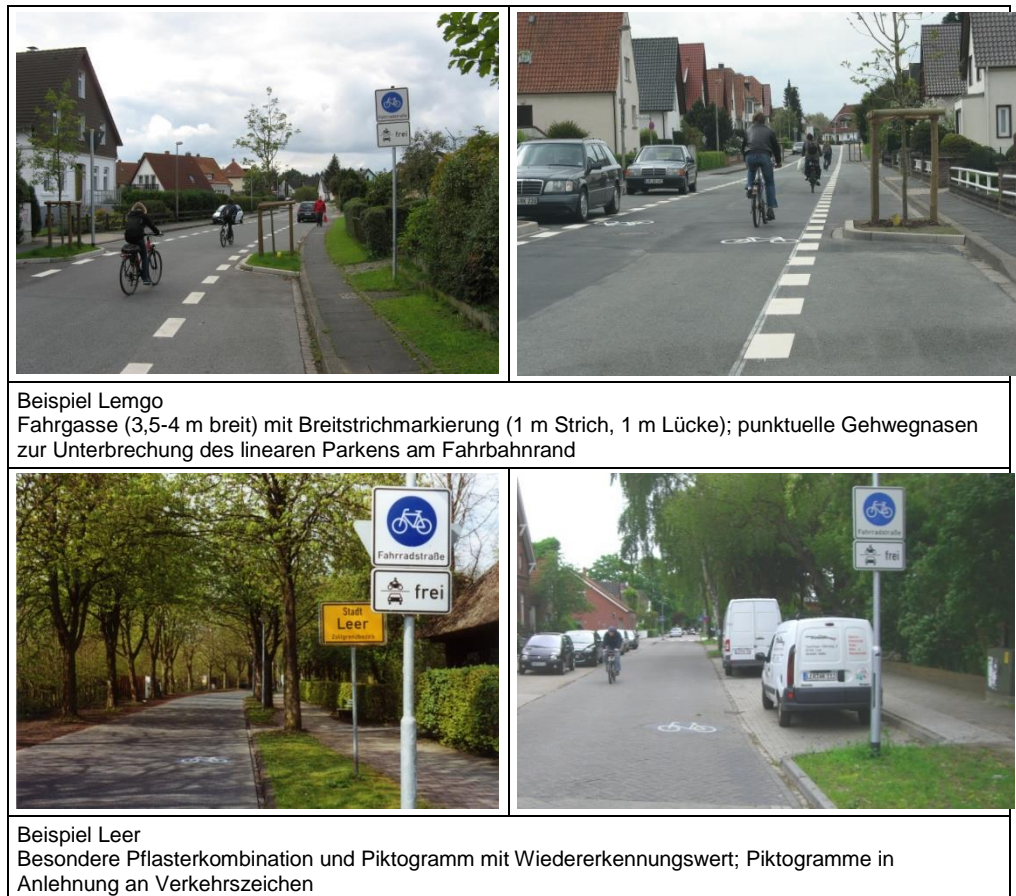 Fahrradstraße
frei
Beispiel Lemgo
Fahrgasse (3,5-4 m breit) mit Breitstrichmarkierung (1 m Strich, 1 m Lücke); punktuelle Gehwegnasen
zur Unterbrechung des linearen Parkens am Fahrbahnrand
Fahrradstraße
frei
Stadt
Leer
Fahrradstraße
frei
Beispiel Leer
Besondere Pflasterkombination und Piktogramm mit Wiedererkennungswert; Piktogramme in
Anlehnung an Verkehrszeichen